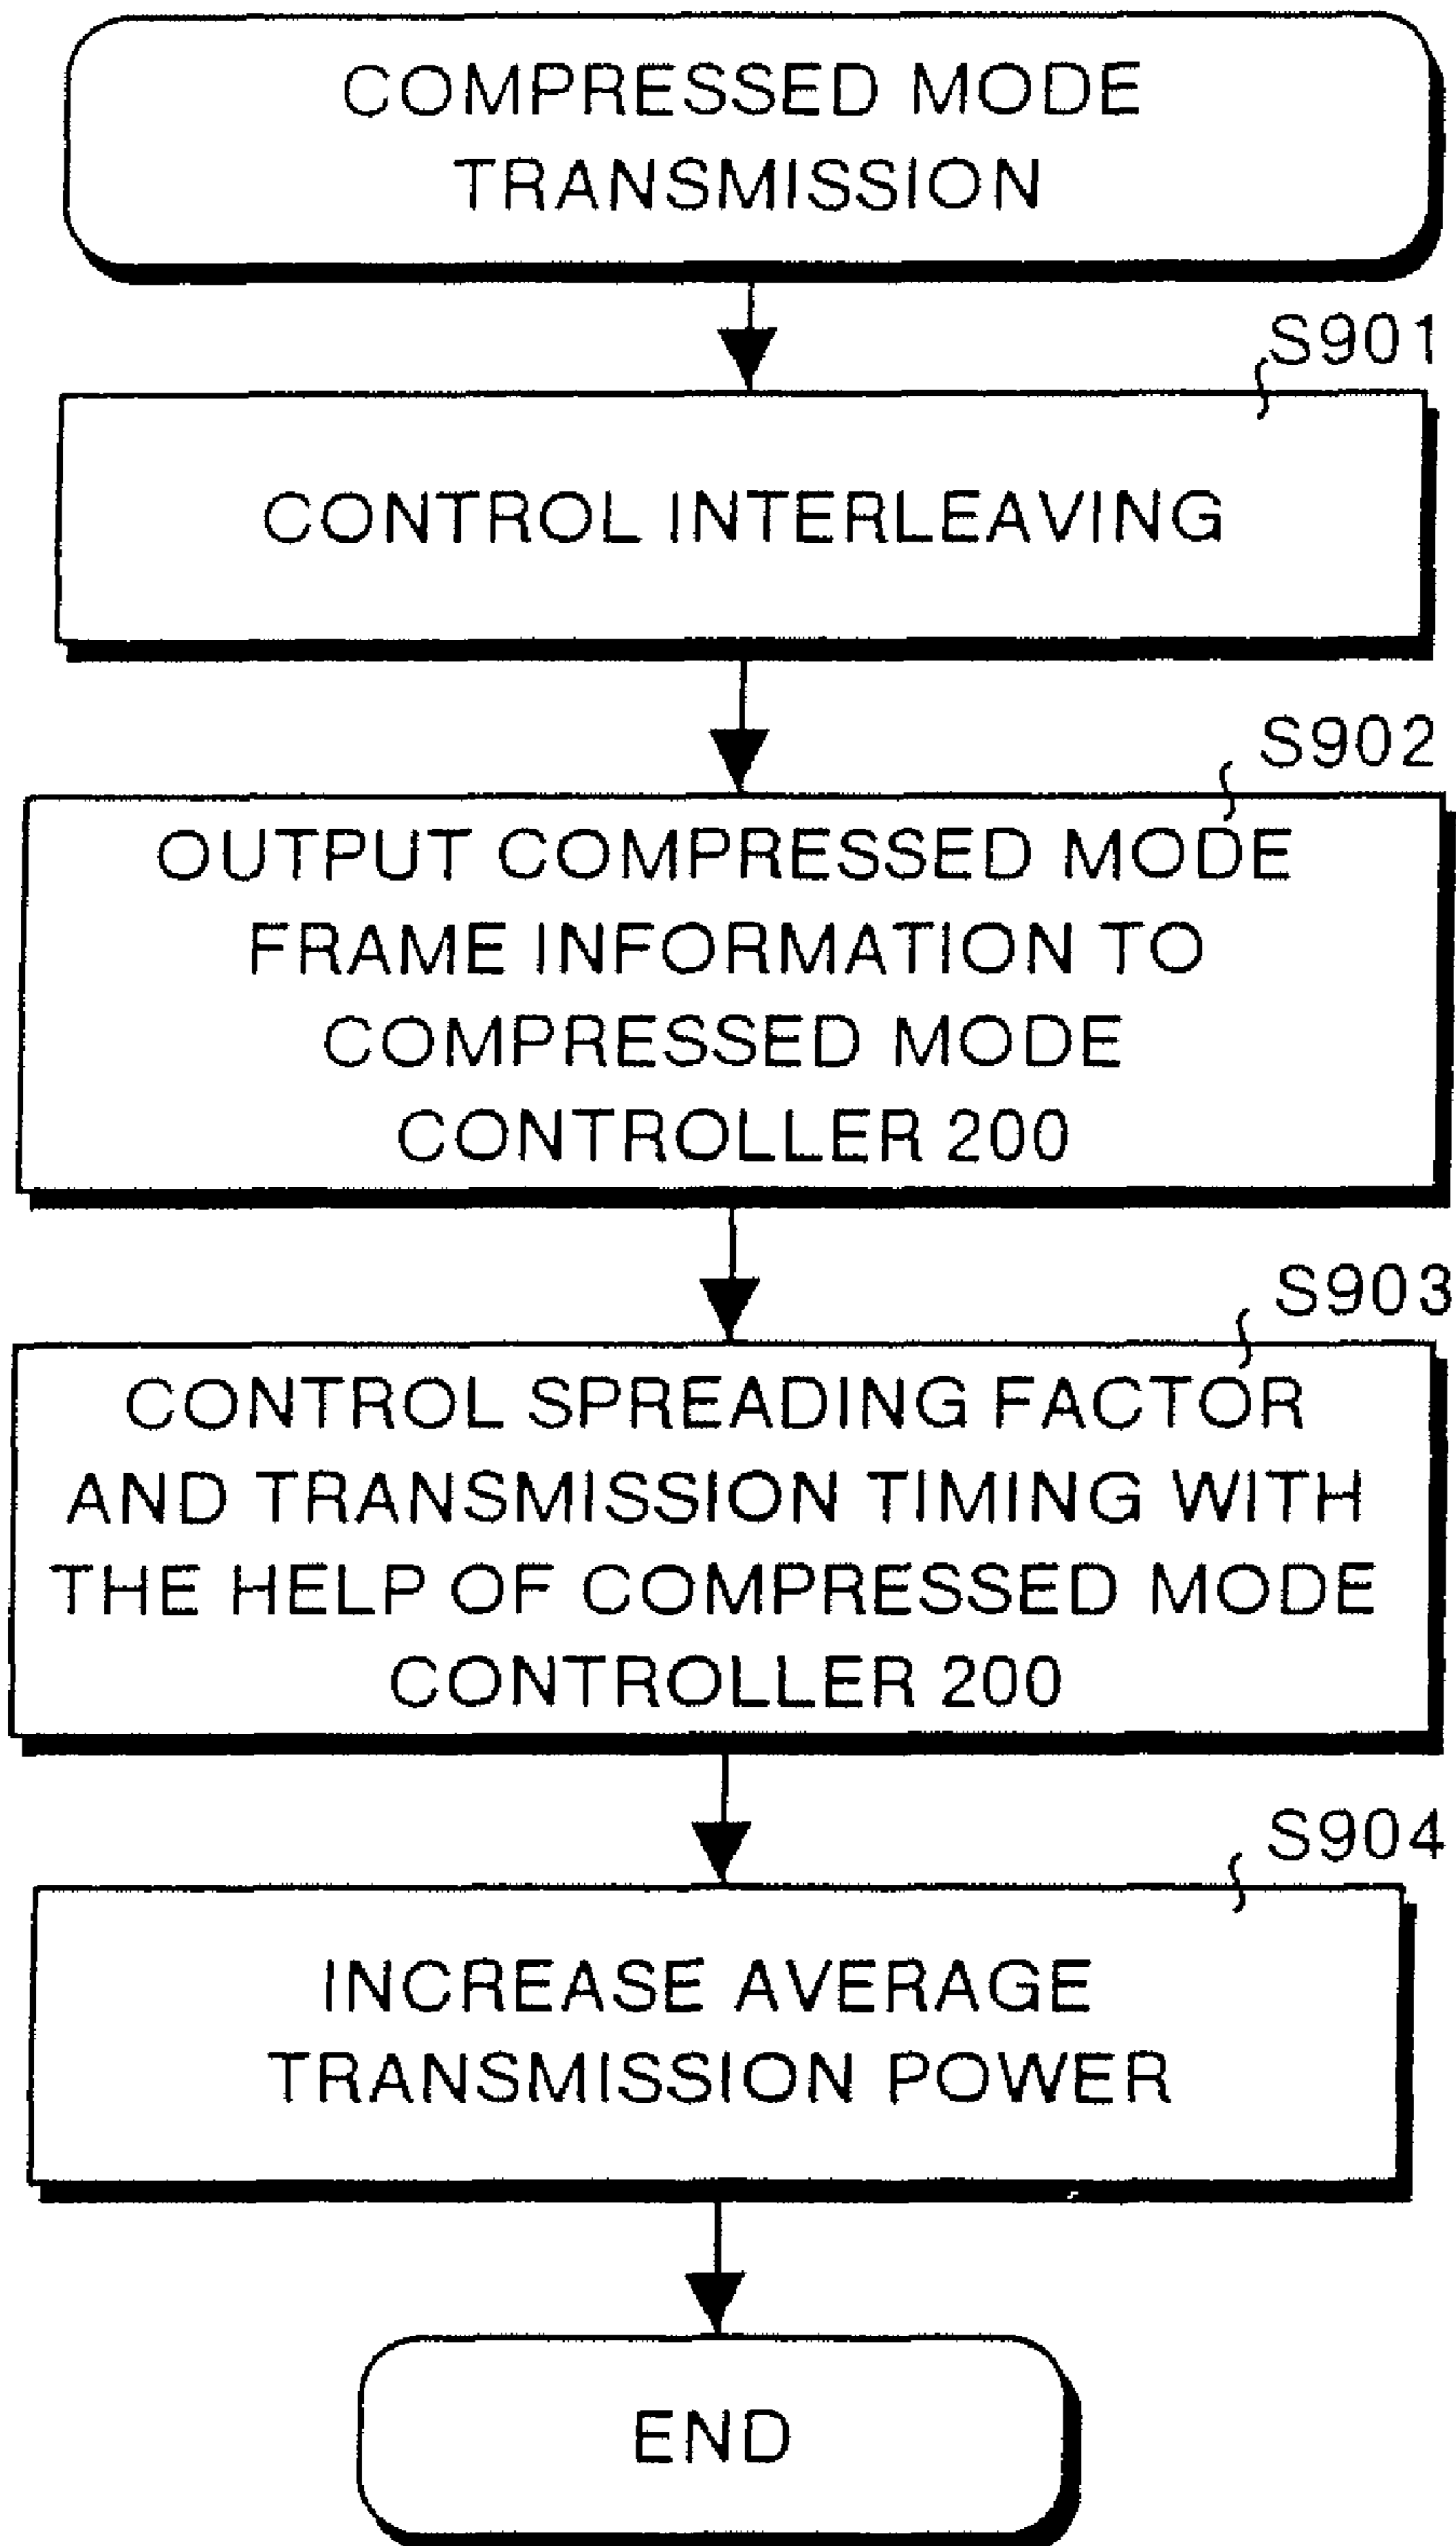 COMPRESSED MODE
TRANSMISSION
S901
CONTROL INTERLEAVING
S902
OUTPUT COMPRESSED MODE
FRAME INFORMATION TO
COMPRESSED MODE
CONTROLLER 200
S903
CONTROL SPREADING FACTOR
AND TRANSMISSION TIMING WITH
THE HELP OF COMPRESSED MODE
CONTROLLER 200
S904
INCREASE AVERAGE
TRANSMISSION POWER
END